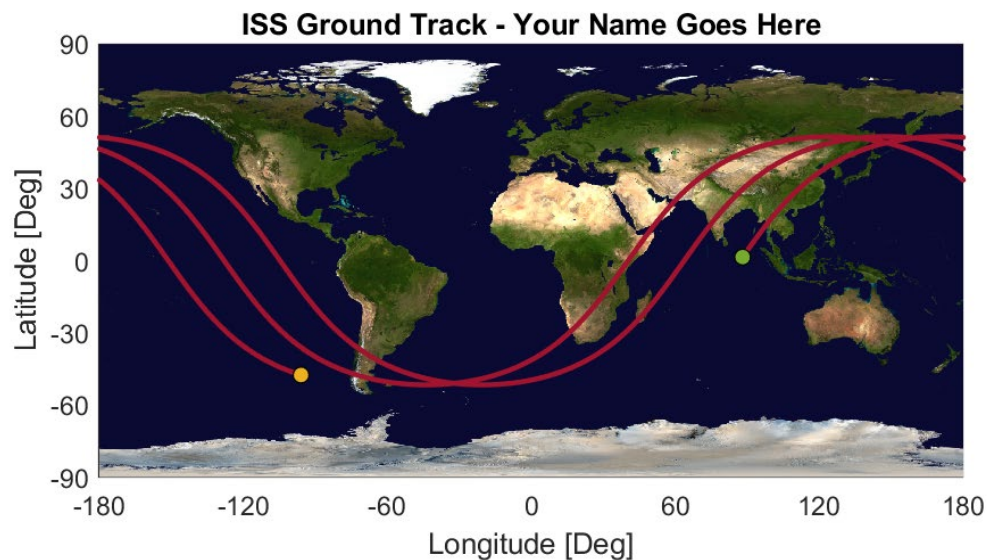 ISS Ground Track - Your Name Goes Here
90
60
30
0
-30
-60
-90
Latitude [Deg]
-180 -120 -60 0 60 120 180
Longitude [Deg]